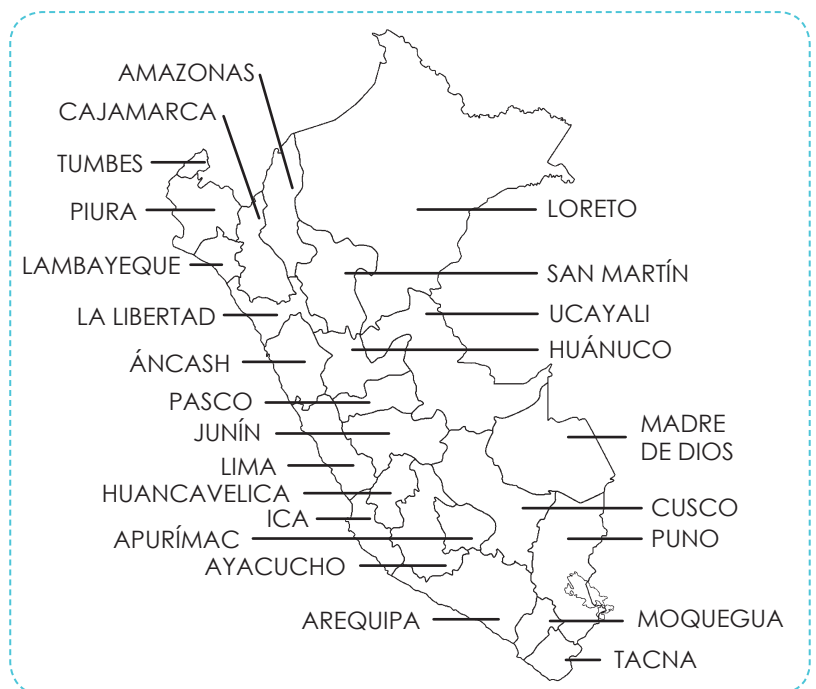 AMAZONAS
CAJAMARCA
TUMBES
PIURA
LAMBAYEQUE
LA LIBERTAD
ÁNCASH
PASCO
JUNÍN
LIMA
HUANCAVELICA
ICA
APURÍMAC
AYACUCHO
AREQUIPA
LORETO
SAN MARTÍN
UCAYALI
HUÁNUCO
MADRE
DE DIOS
CUSCO
PUNO
MOQUEGUA
TACNA